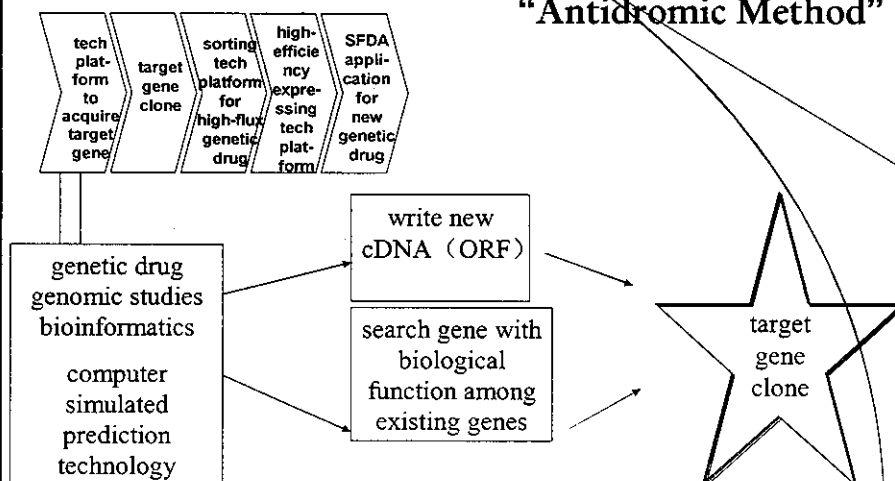 “Antidromic Method”
tech
plat-
form
to
acquire
target
gene
target
gene
clone
sorting
tech
platform
for
high-flux
genetic
drug
high-
efficie
ncy
expre-
ssing
tech
plat-
form
SFDA
appli-
cation
for
new
genetic
drug
genetic drug
genomic studies
bioinformatics
computer
simulated
prediction
technology
write new
cDNA（ORF）
search gene with
biological
function among
existing genes
target
gene
clone